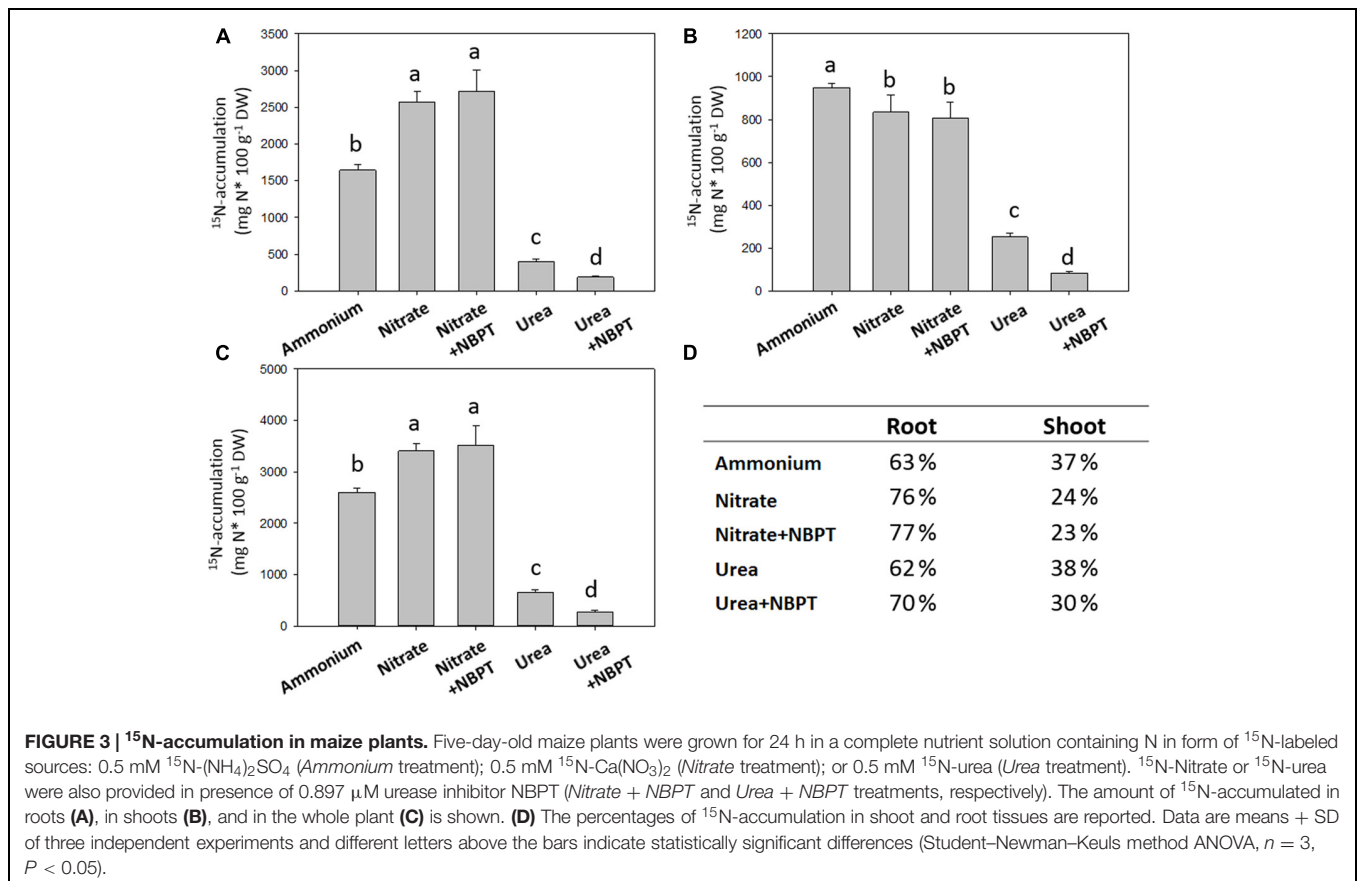 A
3500
3000
2500
2000
1500
1000
500
0
¹⁵N-accumulation
(mg N* 100 g⁻¹ DW)
b
a
a
c
d
Ammonium
Nitrate
Nitrate
+NBPT
Urea
Urea
+NBPT
B
1200
1000
800
600
400
200
0
¹⁵N-accumulation
(mg N* 100 g⁻¹ DW)
a
b
b
c
d
Ammonium
Nitrate
Nitrate
+NBPT
Urea
Urea
+NBPT
C
5000
4000
3000
2000
1000
0
¹⁵N-accumulation
(mg N* 100 g⁻¹ DW)
b
a
a
c
d
Ammonium
Nitrate
Nitrate
+NBPT
Urea
Urea
+NBPT
D
Root Shoot
Ammonium 63% 37%
Nitrate 76% 24%
Nitrate+NBPT 77% 23%
Urea 62% 38%
Urea+NBPT 70% 30%
FIGURE 3 | ¹⁵N-accumulation in maize plants. Five-day-old maize plants were grown for 24 h in a complete nutrient solution containing N in form of ¹⁵N-labeled
sources: 0.5 mM ¹⁵N-(NH₄)₂SO₄ (Ammonium treatment); 0.5 mM ¹⁵N-Ca(NO₃)₂ (Nitrate treatment); or 0.5 mM ¹⁵N-urea (Urea treatment). ¹⁵N-Nitrate or ¹⁵N-urea
were also provided in presence of 0.897 μM urease inhibitor NBPT (Nitrate + NBPT and Urea + NBPT treatments, respectively). The amount of ¹⁵N-accumulated in
roots (A), in shoots (B), and in the whole plant (C) is shown. (D) The percentages of ¹⁵N-accumulation in shoot and root tissues are reported. Data are means + SD
of three independent experiments and different letters above the bars indicate statistically significant differences (Student–Newman–Keuls method ANOVA, n = 3,
P < 0.05).